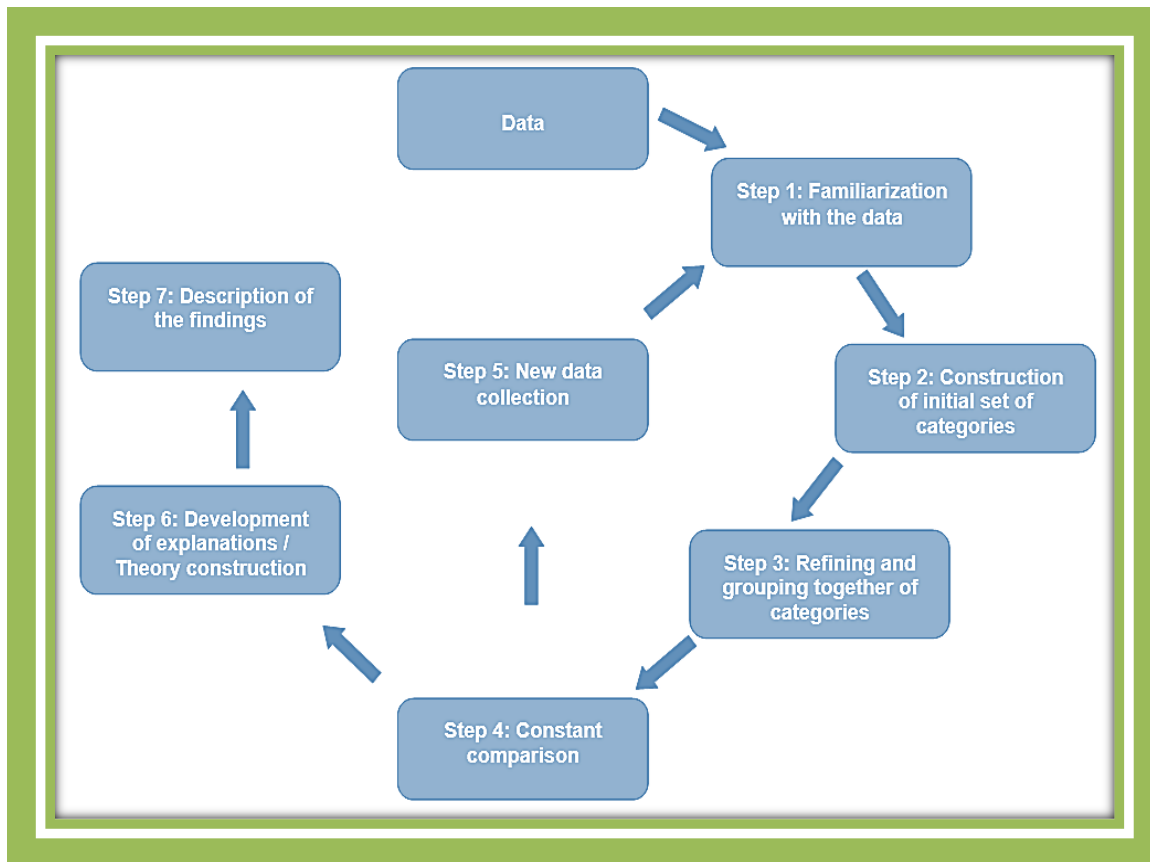 Data
Step 1: Familiarization
with the data
Step 2: Construction
of initial set of
categories
Step 3: Refining and
grouping together of
categories
Step 4: Constant
comparison
Step 5: New data
collection
Step 6: Development
of explanations /
Theory construction
Step 7: Description of
the findings